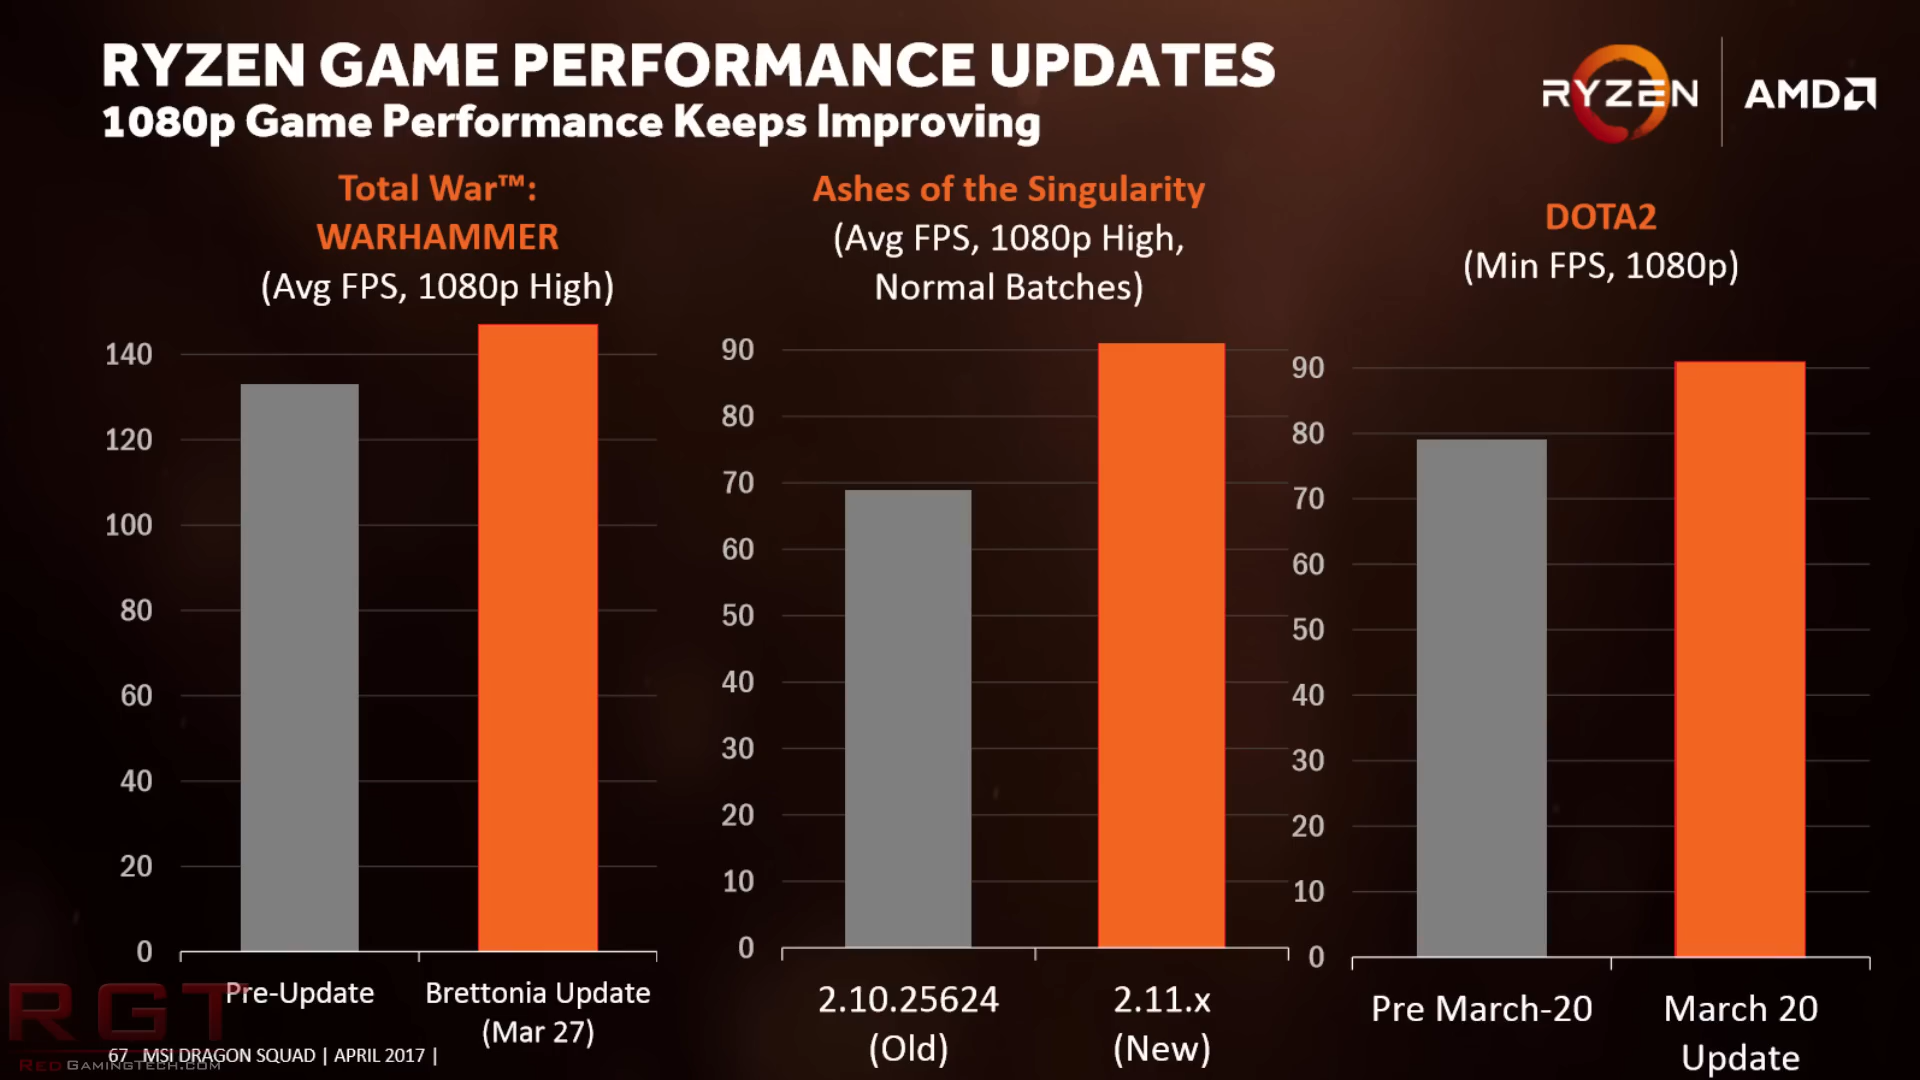 RYZEN GAME PERFORMANCE UPDATES
1080p Game Performance Keeps Improving
RYZEN
AMD
Total War™:
WARHAMMER
(Avg FPS, 1080p High)
140
120
100
80
60
40
20
0
Pre-Update
Brettonia Update
(Mar 27)
Ashes of the Singularity
(Avg FPS, 1080p High,
Normal Batches)
90
80
70
60
50
40
30
20
10
0
2.10.25624
(Old)
2.11.x
(New)
DOTA2
(Min FPS, 1080p)
90
80
70
60
50
40
30
20
10
0
Pre March-20
March 20
Update
RGT
67 MSI DRAGON SQUAD | APRIL 2017 |
RED GAMINGTECH.COM